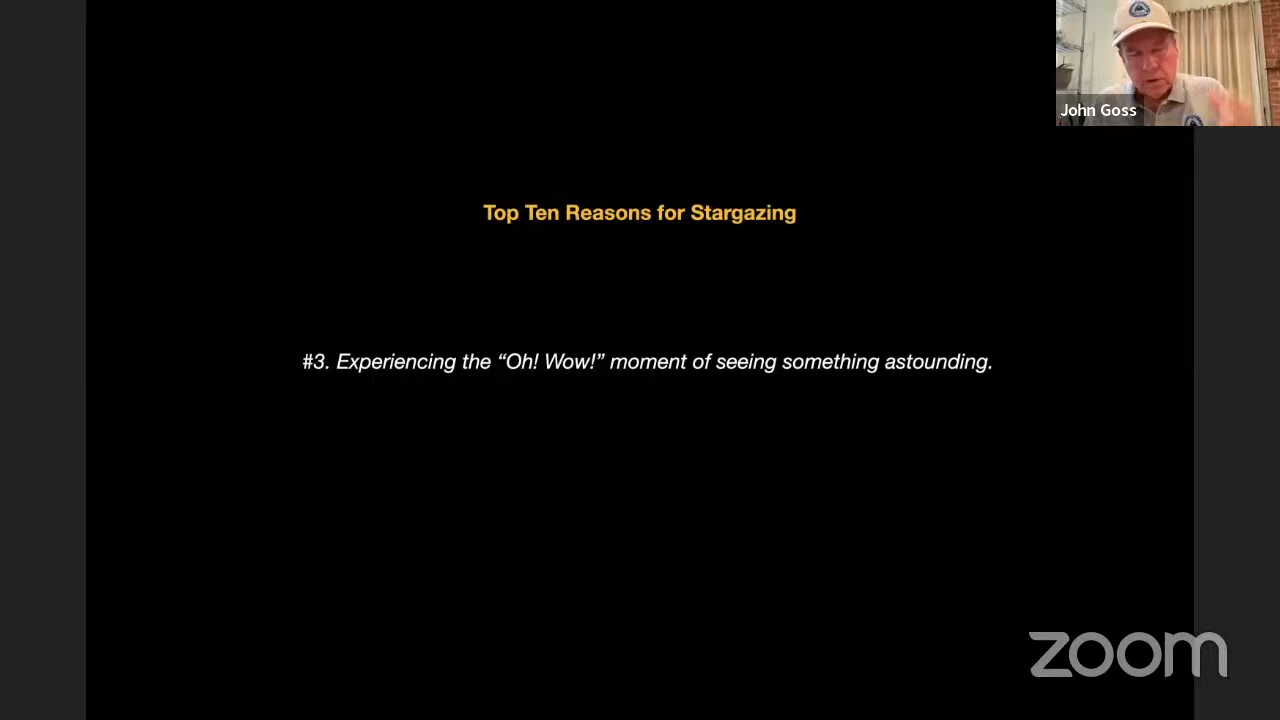 John Goss
Top Ten Reasons for Stargazing
#3. Experiencing the “Oh! Wow!” moment of seeing something astounding.
zoom